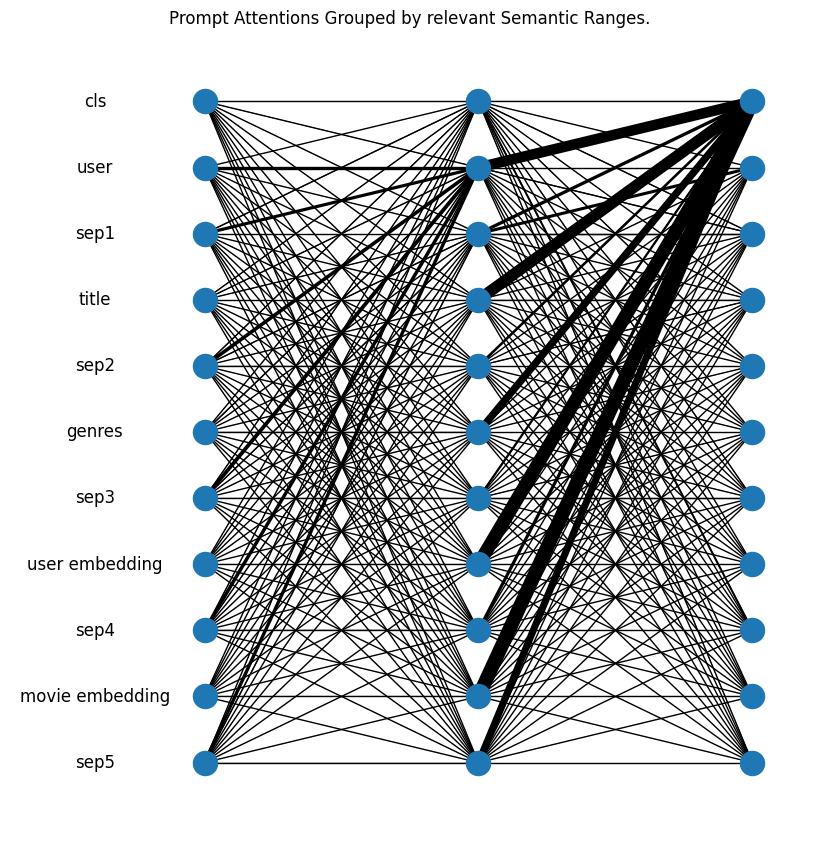 Prompt Attentions Grouped by relevant Semantic Ranges.
cls
user
sep1
title
sep2
genres
sep3
user embedding
sep4
movie embedding
sep5